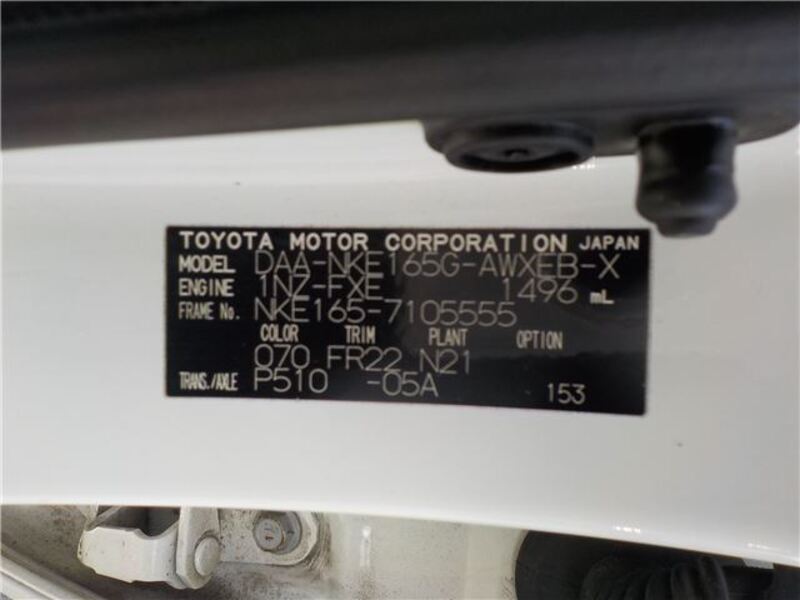 TOYOTA MOTOR CORPORATION JAPAN
MODEL DAA-NKE165G-AWXEB-X
ENGINE 1NZ-FXE 1496 mL
FRAME No. NKE165-7105555
COLOR TRIM PLANT OPTION
070 FR22 N21
TRANS./AXLE P510 -05A 153